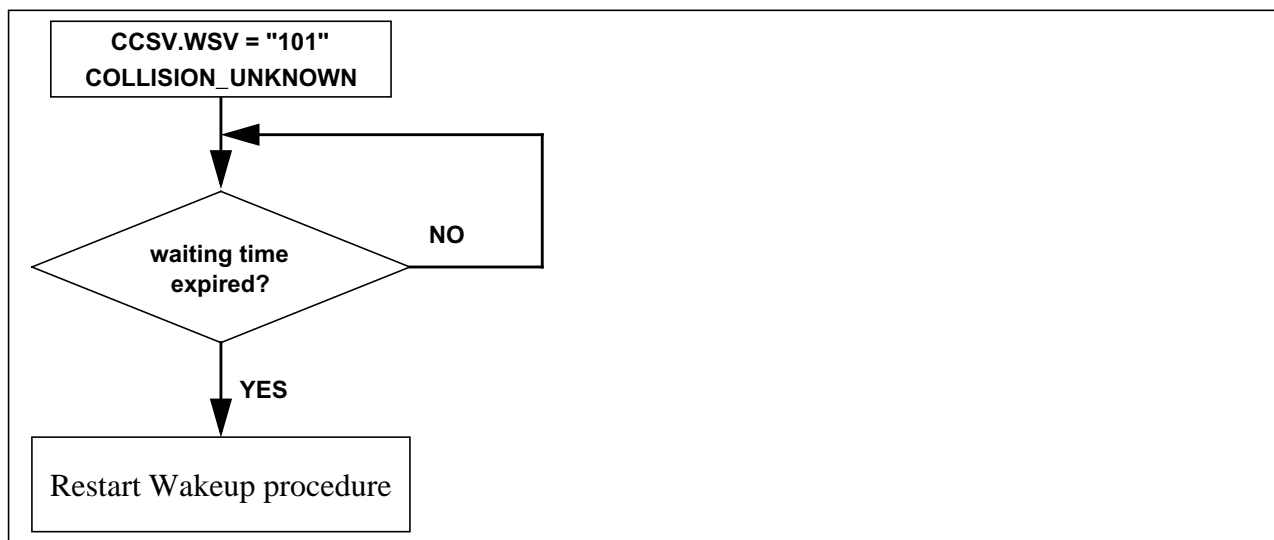 CCSV.WSV = "101"
COLLISION_UNKNOWN
NO
waiting time
expired?
YES
Restart Wakeup procedure